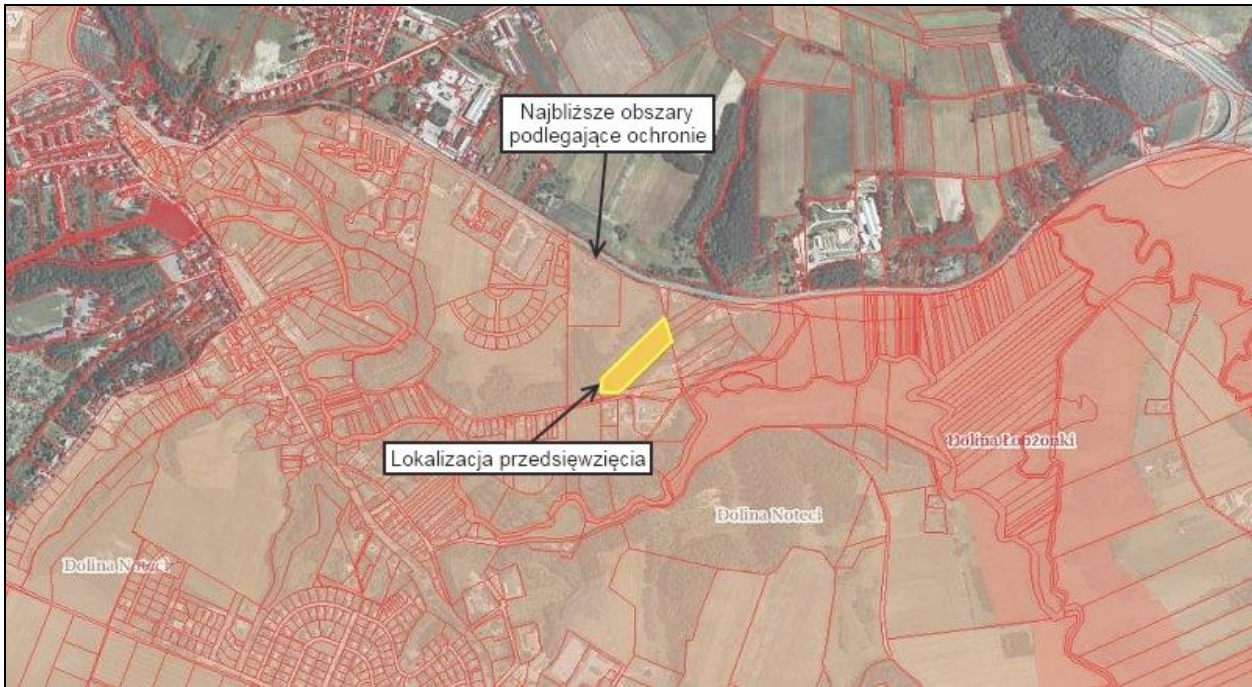 Najbliższe obszary
podlegające ochronie
Lokalizacja przedsięwzięcia
Dolina Łobżonki
Dolina Noteci
Dolina Noteci